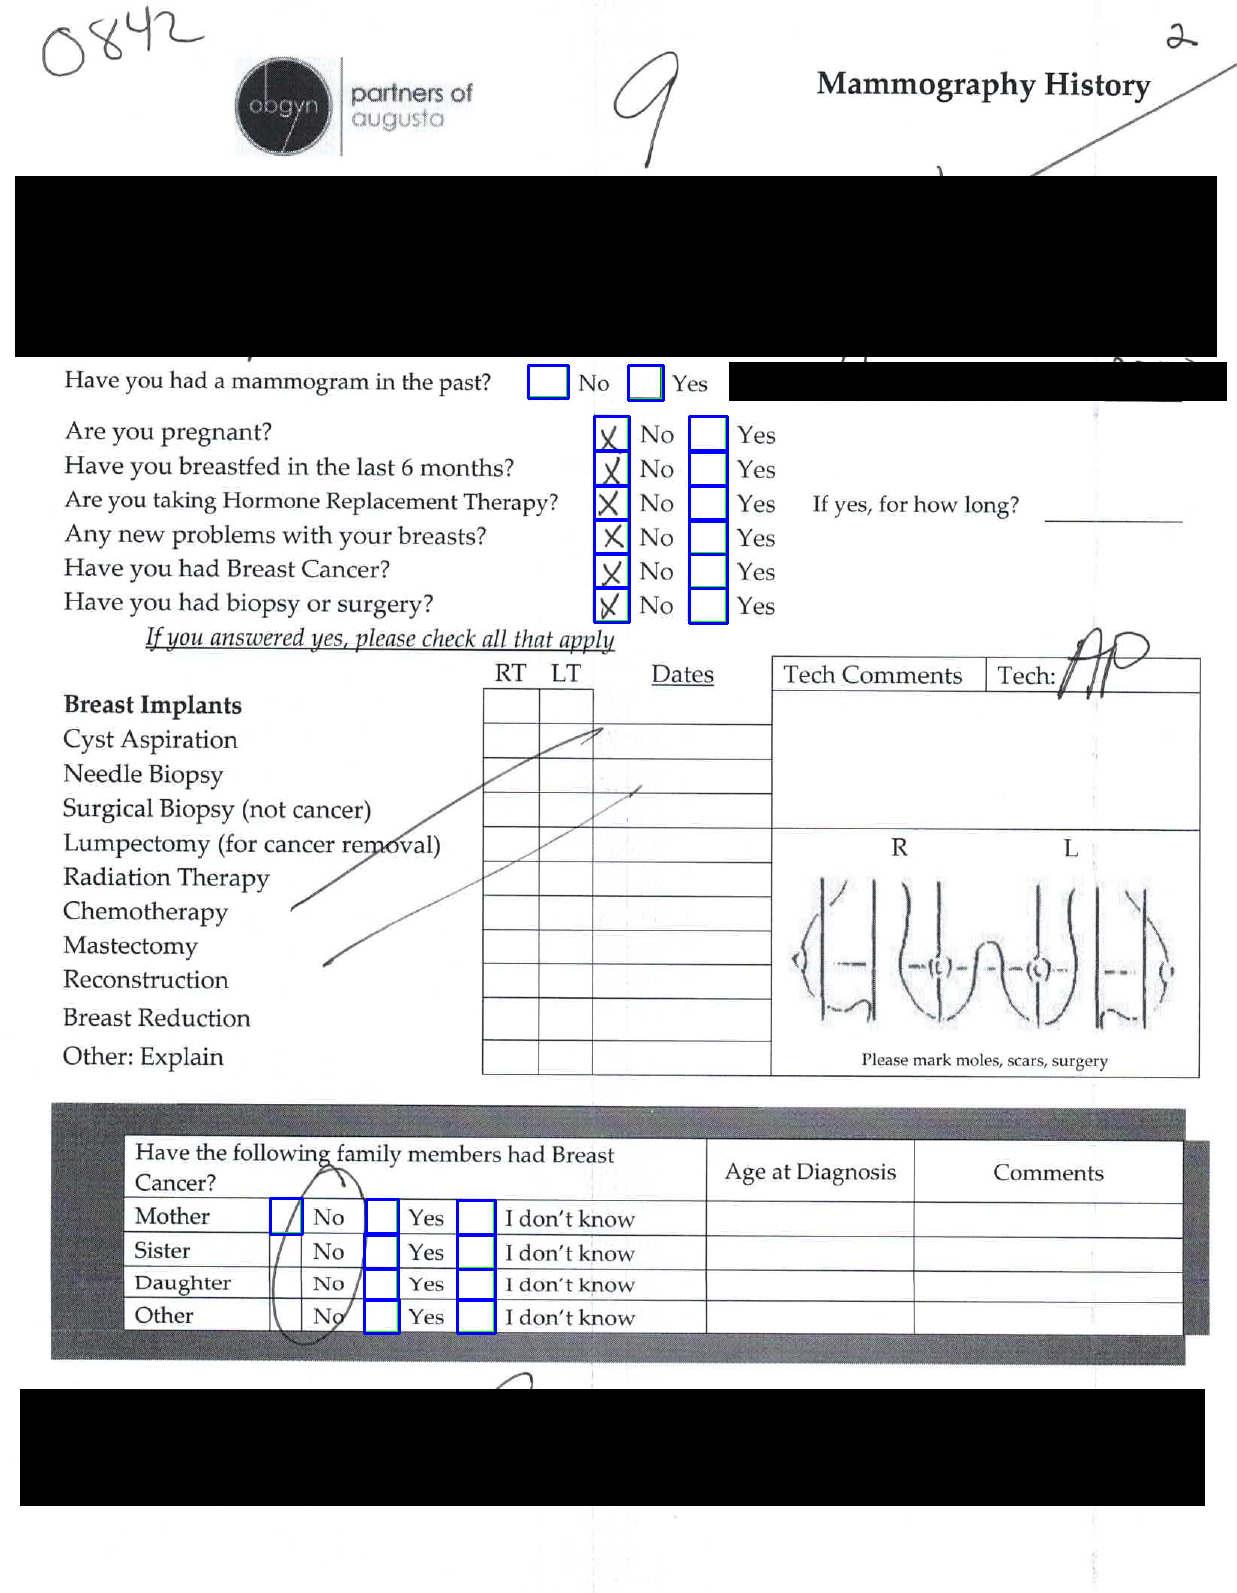 0842
2
9
obgyn partners of augusta
Mammography History
Have you had a mammogram in the past? No Yes
Are you pregnant? X No Yes
Have you breastfed in the last 6 months? X No Yes
Are you taking Hormone Replacement Therapy? X No Yes If yes, for how long?
Any new problems with your breasts? X No Yes
Have you had Breast Cancer? X No Yes
Have you had biopsy or surgery? X No Yes
If you answered yes, please check all that apply
RT LT Dates
Tech Comments Tech: AP
Breast Implants
Cyst Aspiration
Needle Biopsy
Surgical Biopsy (not cancer)
Lumpectomy (for cancer removal)
Radiation Therapy
Chemotherapy
Mastectomy
Reconstruction
Breast Reduction
Other: Explain
R L
Please mark moles, scars, surgery
Have the following family members had Breast
Cancer?
Age at Diagnosis Comments
Mother No Yes I don't know
Sister No Yes I don't know
Daughter No Yes I don't know
Other No Yes I don't know